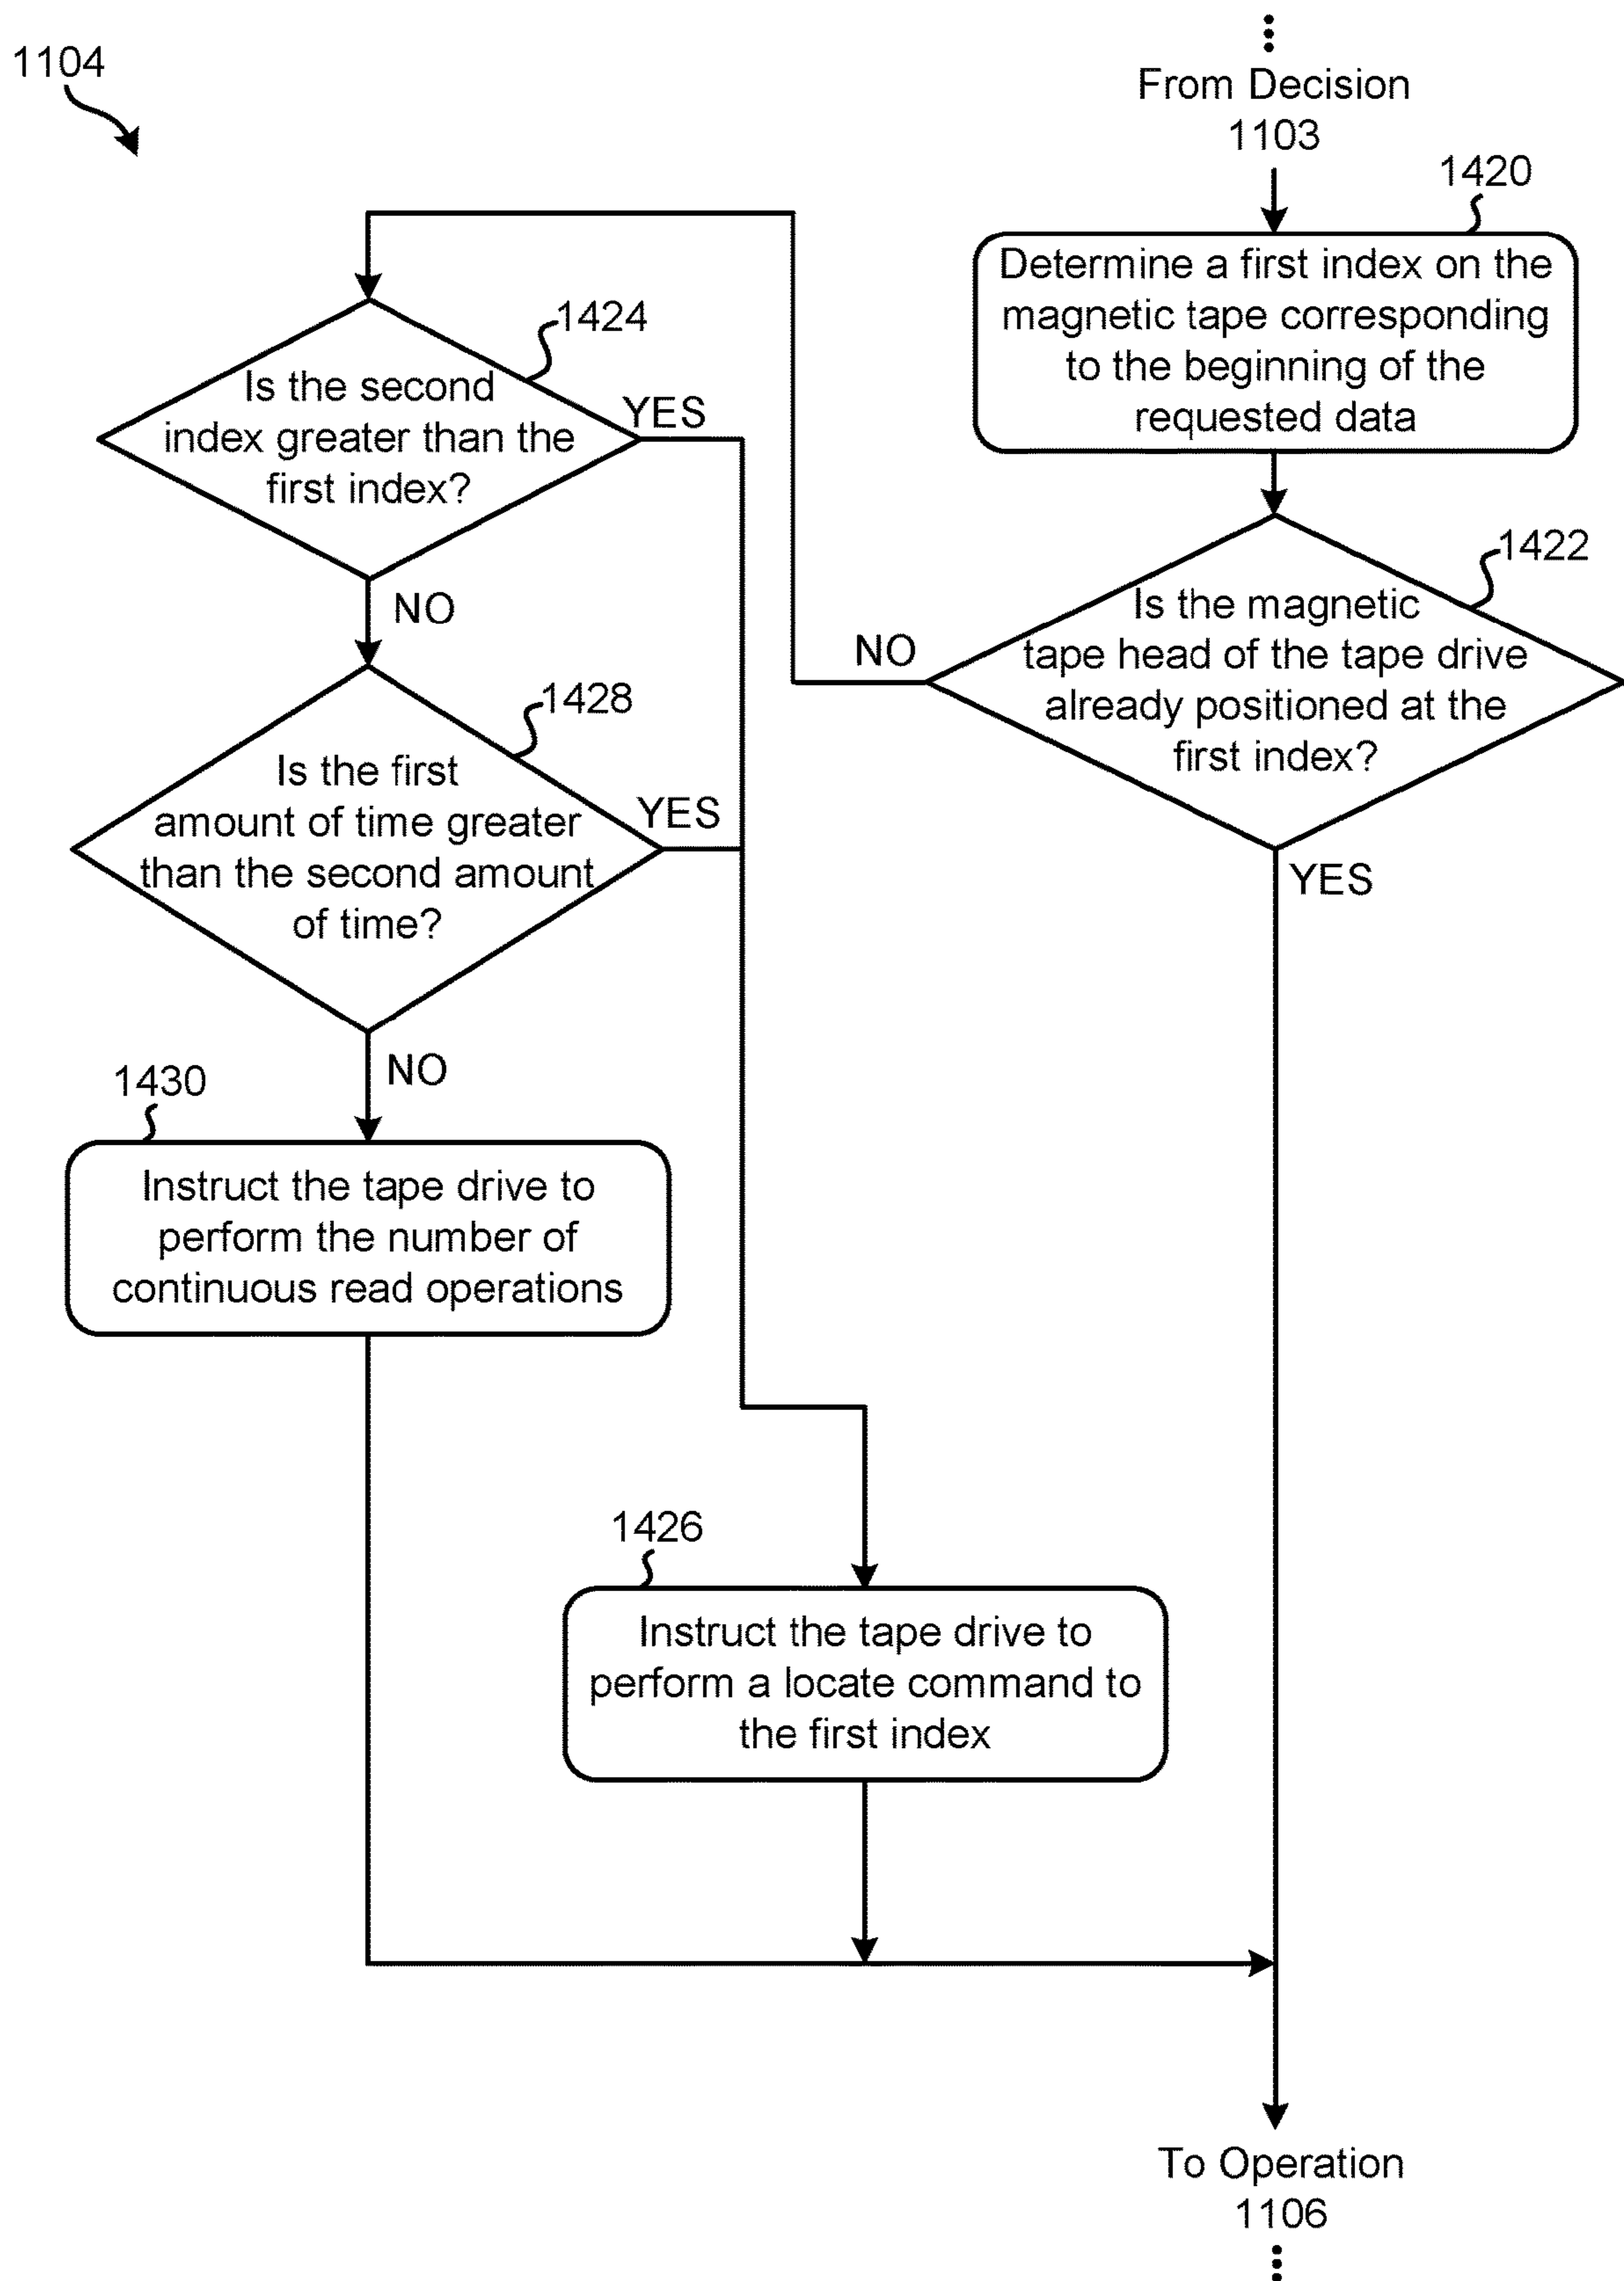 1104
From Decision
1103
1420
Determine a first index on the
magnetic tape corresponding
to the beginning of the
requested data
1422
Is the magnetic
tape head of the tape drive
already positioned at the
first index?
NO
YES
1424
Is the second
index greater than the
first index?
YES
NO
1428
Is the first
amount of time greater
than the second amount
of time?
YES
NO
1430
Instruct the tape drive to
perform the number of
continuous read operations
1426
Instruct the tape drive to
perform a locate command to
the first index
To Operation
1106